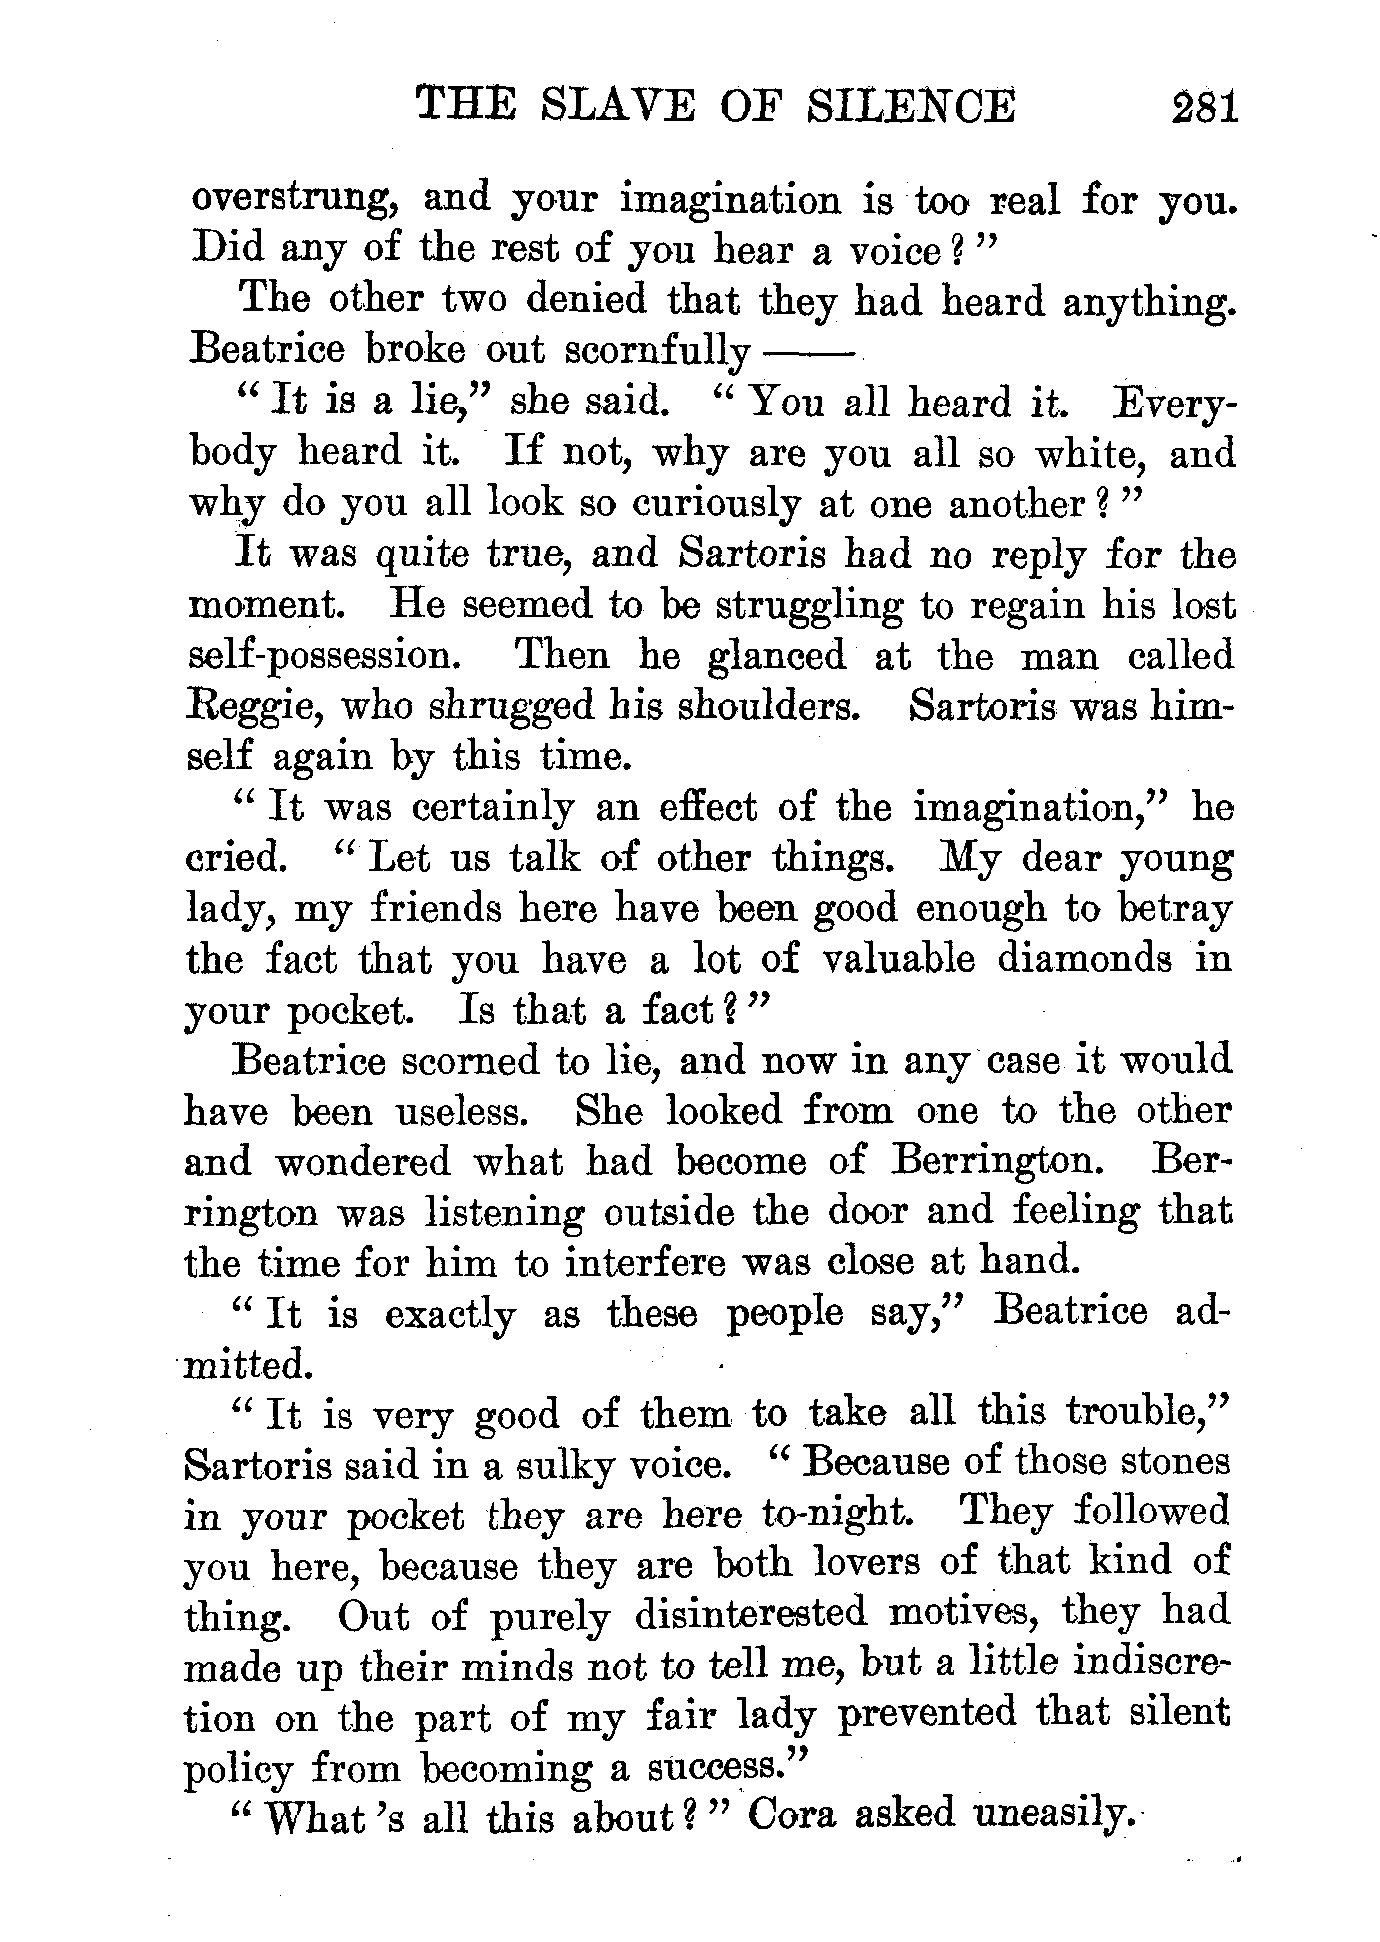 THE SLAVE OF SILENCE 281
overstrung, and your imagination is too real for you.
Did any of the rest of you hear a voice?"
The other two denied that they had heard anything.
Beatrice broke out scornfully——
"It is a lie," she said. "You all heard it. Every-
body heard it. If not, why are you all so white, and
why do you all look so curiously at one another?"
It was quite true, and Sartoris had no reply for the
moment. He seemed to be struggling to regain his lost
self-possession. Then he glanced at the man called
Reggie, who shrugged his shoulders. Sartoris was him-
self again by this time.
"It was certainly an effect of the imagination," he
cried. "Let us talk of other things. My dear young
lady, my friends here have been good enough to betray
the fact that you have a lot of valuable diamonds in
your pocket. Is that a fact?"
Beatrice scorned to lie, and now in any case it would
have been useless. She looked from one to the other
and wondered what had become of Berrington. Ber-
rington was listening outside the door and feeling that
the time for him to interfere was close at hand.
"It is exactly as these people say," Beatrice ad-
mitted.
"It is very good of them to take all this trouble,"
Sartoris said in a sulky voice. "Because of those stones
in your pocket they are here to-night. They followed
you here, because they are both lovers of that kind of
thing. Out of purely disinterested motives, they had
made up their minds not to tell me, but a little indiscre-
tion on the part of my fair lady prevented that silent
policy from becoming a success."
"What's all this about?" Cora asked uneasily.